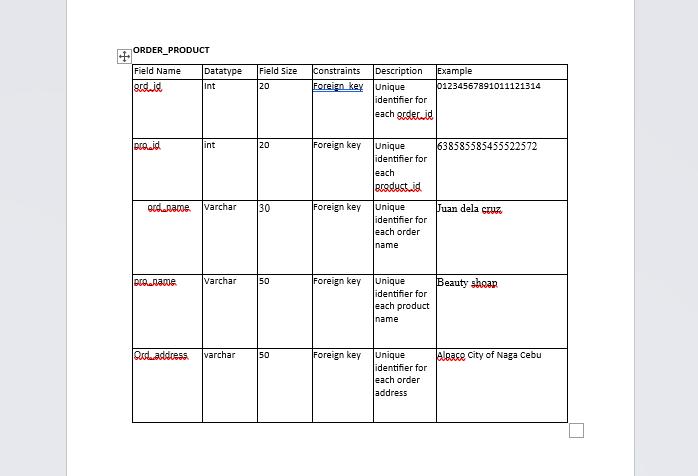 ORDER_PRODUCT
Field Name Datatype Field Size Constraints Description Example
ord_id Int 20 Foreign key Unique 01234567891011121314
identifier for
each order_id
pro_id int 20 Foreign key Unique 638585585455522572
identifier for
each
product_id
ord_name Varchar 30 Foreign key Unique Juan dela cruz
identifier for
each order
name
pro_name Varchar 50 Foreign key Unique Beauty shoap
identifier for
each product
name
Ord_address varchar 50 Foreign key Unique Alpaco City of Naga Cebu
identifier for
each order
address